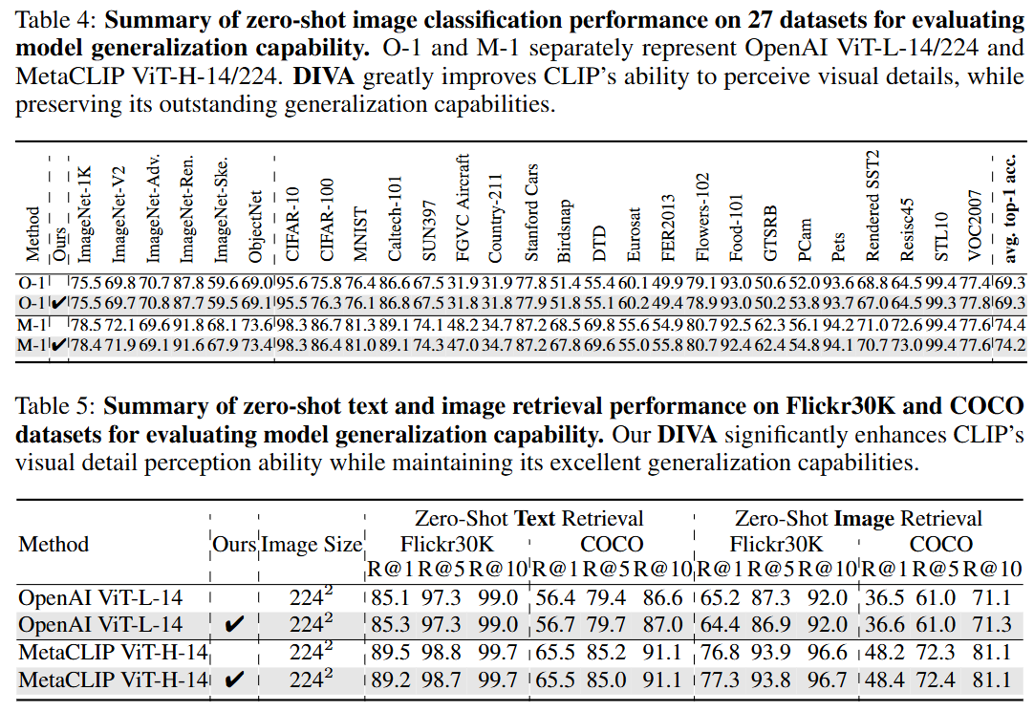 Table 4: Summary of zero-shot image classification performance on 27 datasets for evaluating
model generalization capability. O-1 and M-1 separately represent OpenAI ViT-L-14/224 and
MetaCLIP ViT-H-14/224. DIVA greatly improves CLIP's ability to perceive visual details, while
preserving its outstanding generalization capabilities.
Method Ours ImageNet-1K ImageNet-V2 ImageNet-Adv. ImageNet-Ren. ImageNet-Ske. ObjectNet CIFAR-10 CIFAR-100 MNIST Caltech-101 SUN397 FGVC Aircraft Country-211 Stanford Cars Birdsnap DTD Eurosat FER2013 Flowers-102 Food-101 GTSRB PCam Pets Rendered SST2 Resisc45 STL10 VOC2007 avg. top-1 acc.
O-1 75.5 69.8 70.7 87.8 59.6 69.0 95.6 75.8 76.4 86.6 67.5 31.9 31.9 77.8 51.4 55.4 60.1 49.9 79.1 93.0 50.6 52.0 93.6 68.8 64.5 99.4 77.4 69.3
O-1 ✔ 75.5 69.7 70.8 87.7 59.5 69.1 95.5 76.3 76.1 86.8 67.5 31.8 31.8 77.9 51.8 55.1 60.2 49.4 78.9 93.0 50.2 53.8 93.7 67.0 64.5 99.3 77.8 69.3
M-1 78.5 72.1 69.6 91.8 68.1 73.6 98.3 86.7 81.3 89.1 74.1 48.2 34.7 87.2 68.5 69.8 55.6 54.9 80.7 92.5 62.3 56.1 94.2 71.0 72.6 99.4 77.6 74.4
M-1 ✔ 78.4 71.9 69.1 91.6 67.9 73.4 98.3 86.4 81.0 89.1 74.3 47.0 34.7 87.2 67.8 69.6 55.0 55.8 80.7 92.4 62.4 54.8 94.1 70.7 73.0 99.4 77.6 74.2
Table 5: Summary of zero-shot text and image retrieval performance on Flickr30K and COCO
datasets for evaluating model generalization capability. Our DIVA significantly enhances CLIP's
visual detail perception ability while maintaining its excellent generalization capabilities.
Zero-Shot Text Retrieval Zero-Shot Image Retrieval
Method Ours Image Size Flickr30K COCO Flickr30K COCO
R@1 R@5 R@10 R@1 R@5 R@10 R@1 R@5 R@10 R@1 R@5 R@10
OpenAI ViT-L-14 224² 85.1 97.3 99.0 56.4 79.4 86.6 65.2 87.3 92.0 36.5 61.0 71.1
OpenAI ViT-L-14 ✔ 224² 85.3 97.3 99.0 56.7 79.7 87.0 64.4 86.9 92.0 36.6 61.0 71.3
MetaCLIP ViT-H-14 224² 89.5 98.8 99.7 65.5 85.2 91.1 76.8 93.9 96.6 48.2 72.3 81.1
MetaCLIP ViT-H-14 ✔ 224² 89.2 98.7 99.7 65.5 85.0 91.1 77.3 93.8 96.7 48.4 72.4 81.1